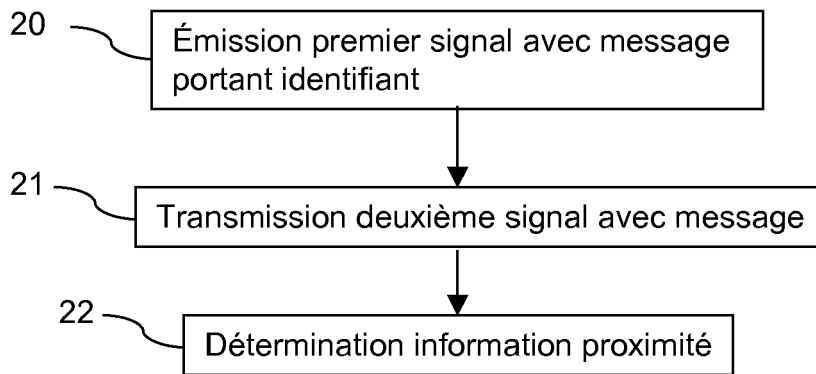 20
Émission premier signal avec message
portant identifiant
21
Transmission deuxième signal avec message
22
Détermination information proximité